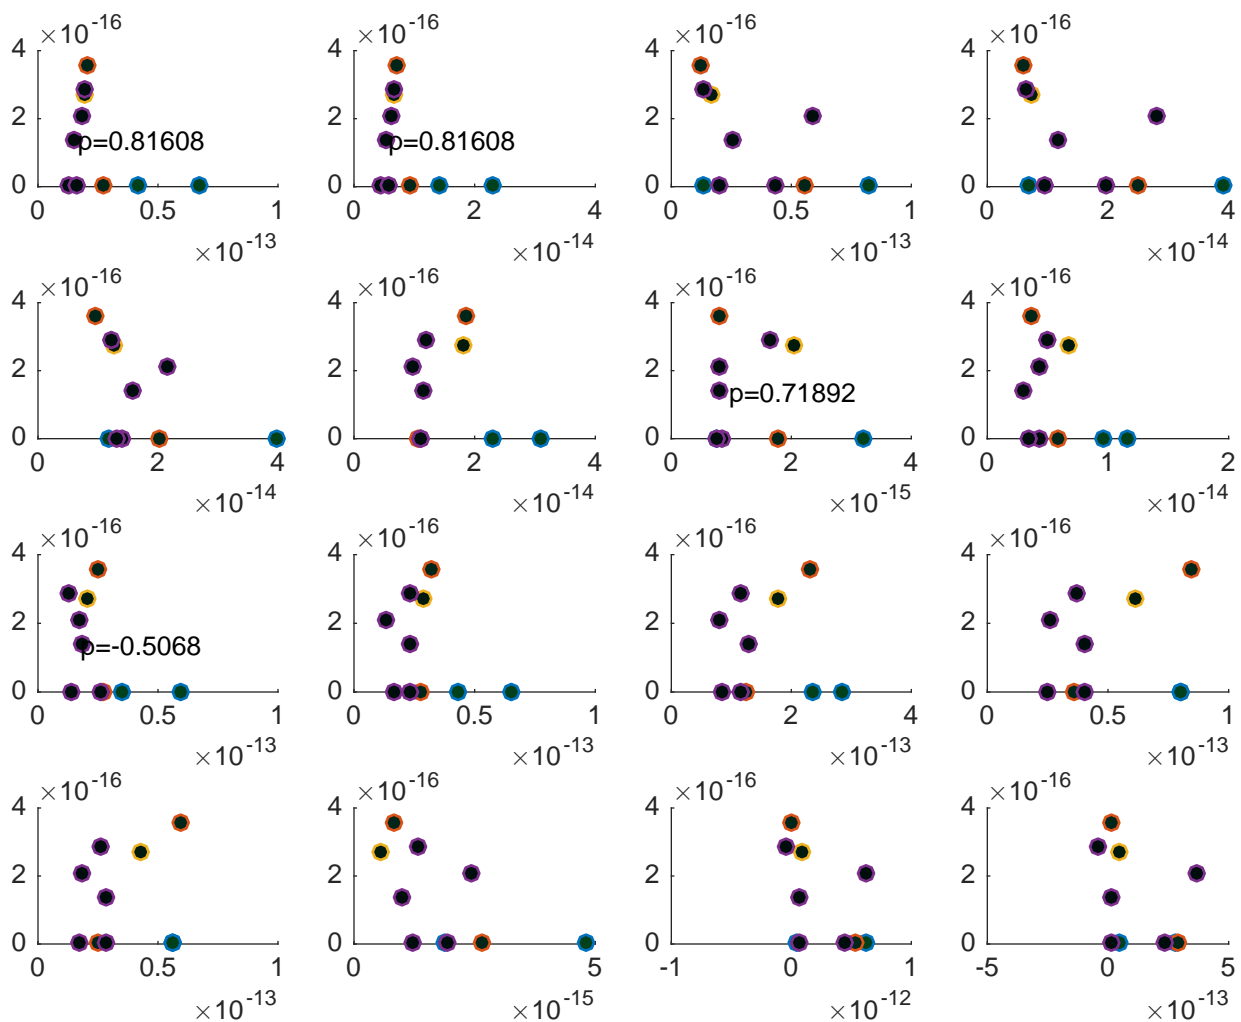 ×10-16 ×10-16 ×10-16 ×10-16
4 4 4 4
2 2 2 2
p=0.81608 p=0.81608
0 0 0 0
0 0.5 1 0 2 4 0 0.5 1 0 2 4
×10-13 ×10-14 ×10-13 ×10-14
×10-16 ×10-16 ×10-16 ×10-16
4 4 4 4
2 2 2 2
p=0.71892
0 0 0 0
0 2 4 0 2 4 0 2 4 0 1 2
×10-14 ×10-14 ×10-15 ×10-14
×10-16 ×10-16 ×10-16 ×10-16
4 4 4 4
2 2 2 2
p=-0.5068
0 0 0 0
0 0.5 1 0 0.5 1 0 2 4 0 0.5 1
×10-13 ×10-13 ×10-13 ×10-13
×10-16 ×10-16 ×10-16 ×10-16
4 4 4 4
2 2 2 2
0 0 0 0
0 0.5 1 0 5 -1 0 1 -5 0 5
×10-13 ×10-15 ×10-12 ×10-13